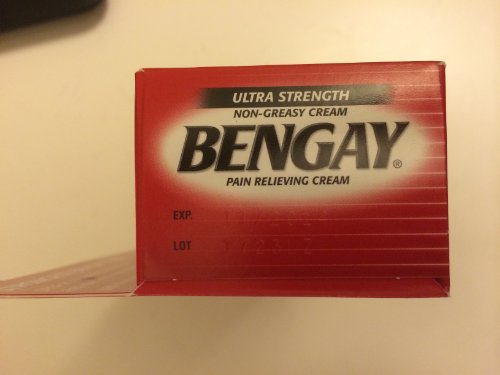 ULTRA STRENGTH
NON-GREASY CREAM
BENGAY®
PAIN RELIEVING CREAM
EXP.
LOT